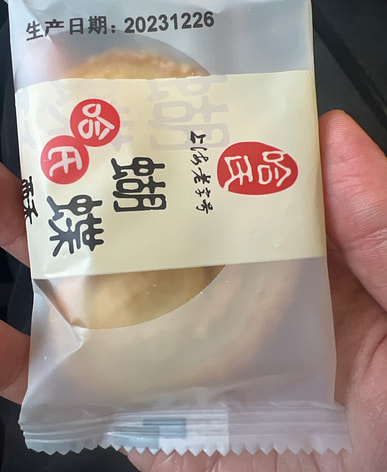 生产日期：20231226
哈氏
上海老字号
哈氏
蝴蝶
酥